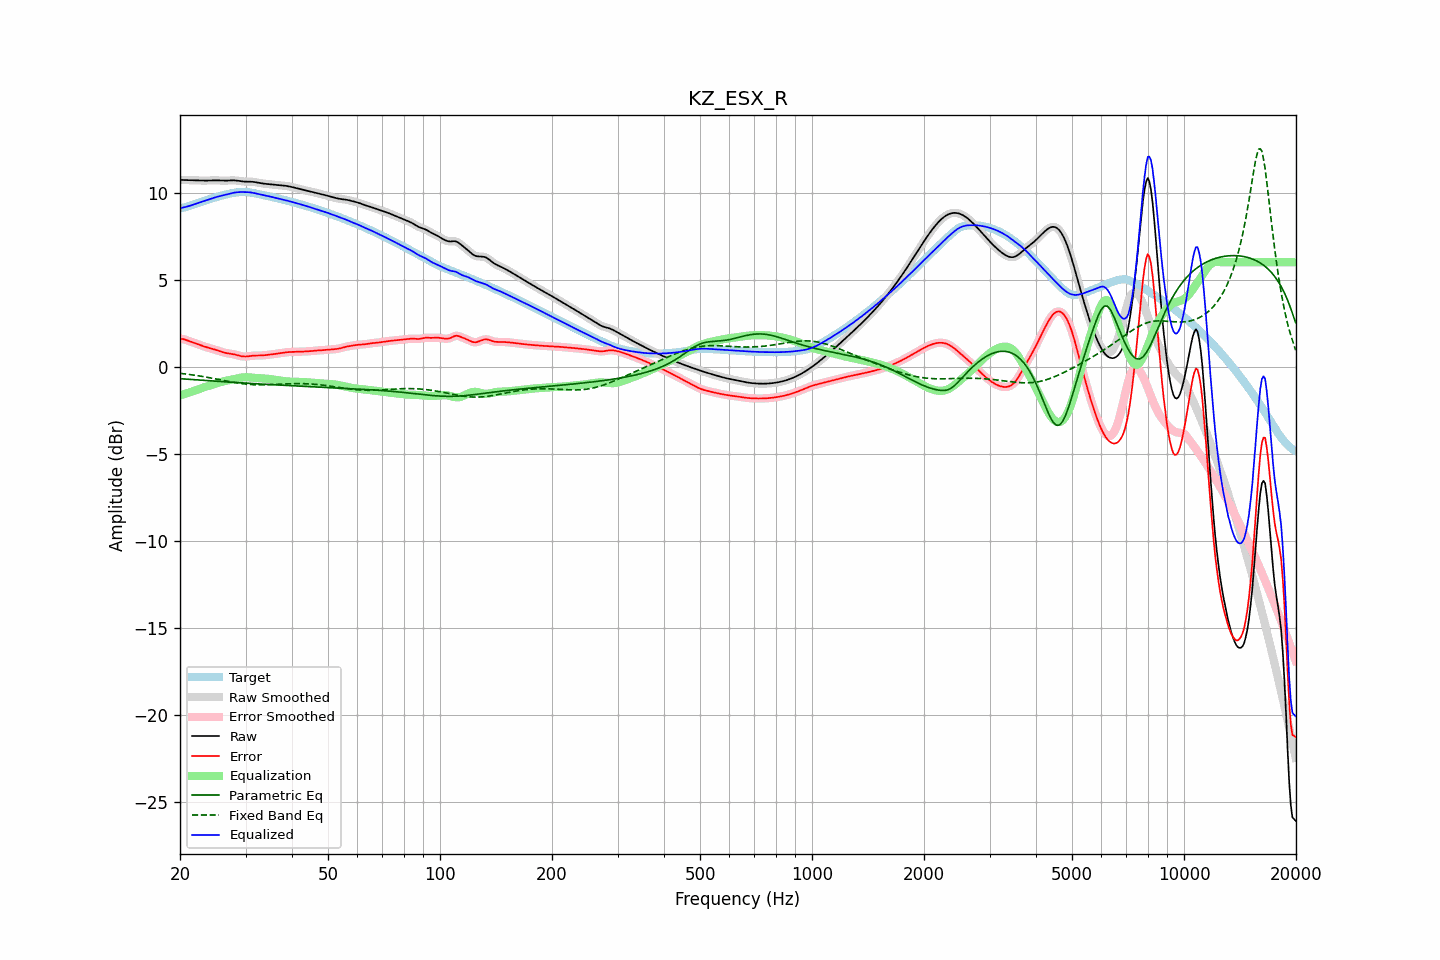 KZ_ESX_R
Amplitude (dBr)
10
5
0
−5
−10
−15
−20
−25
Target
Raw Smoothed
Error Smoothed
Raw
Error
Equalization
Parametric Eq
Fixed Band Eq
Equalized
20 50 100 200 500 1000 2000 5000 10000 20000
Frequency (Hz)